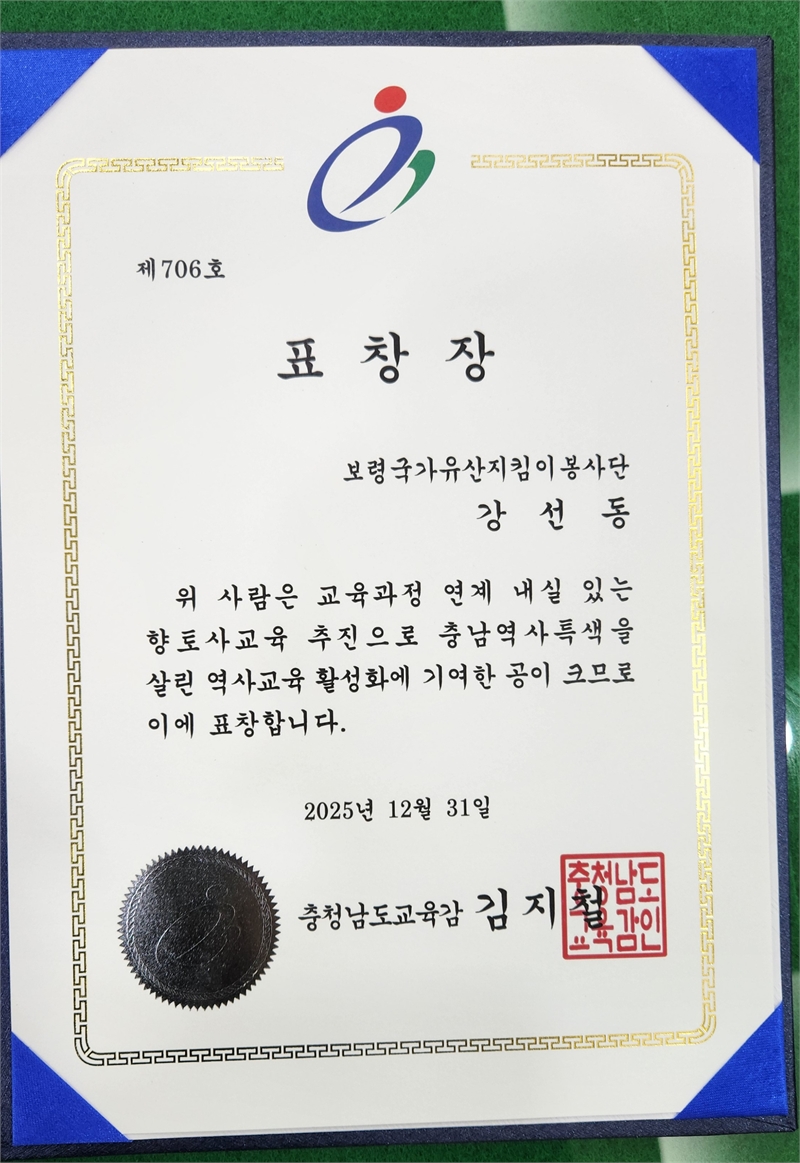 제706호
표 창 장
보령국가유산지킴이봉사단
강 선 동
위 사람은 교육과정 연계 내실 있는
향토사교육 추진으로 충남역사특색을
살린 역사교육 활성화에 기여한 공이 크므로
이에 표창합니다.
2025년 12월 31일
충청남도교육감 김지철
충청남도
교육감인